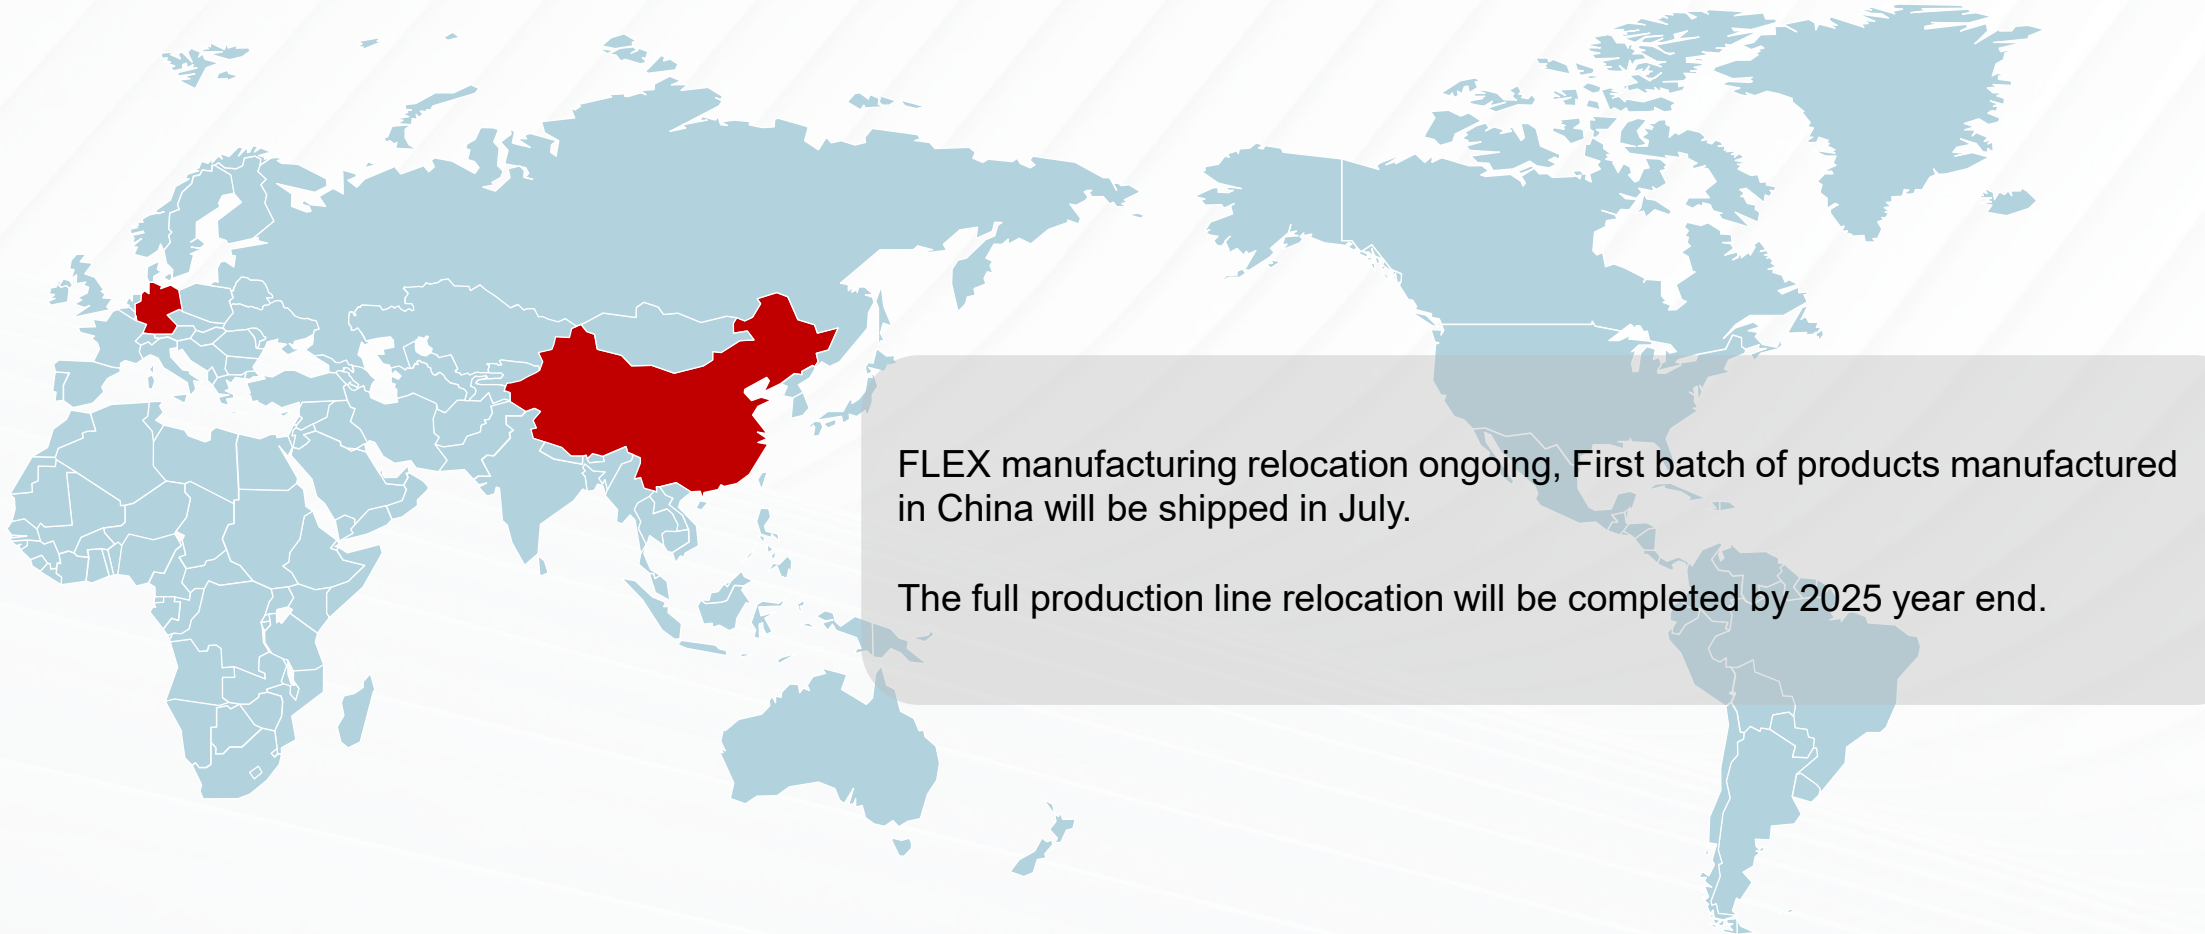 FLEX manufacturing relocation ongoing, First batch of products manufactured
in China will be shipped in July.
The full production line relocation will be completed by 2025 year end.